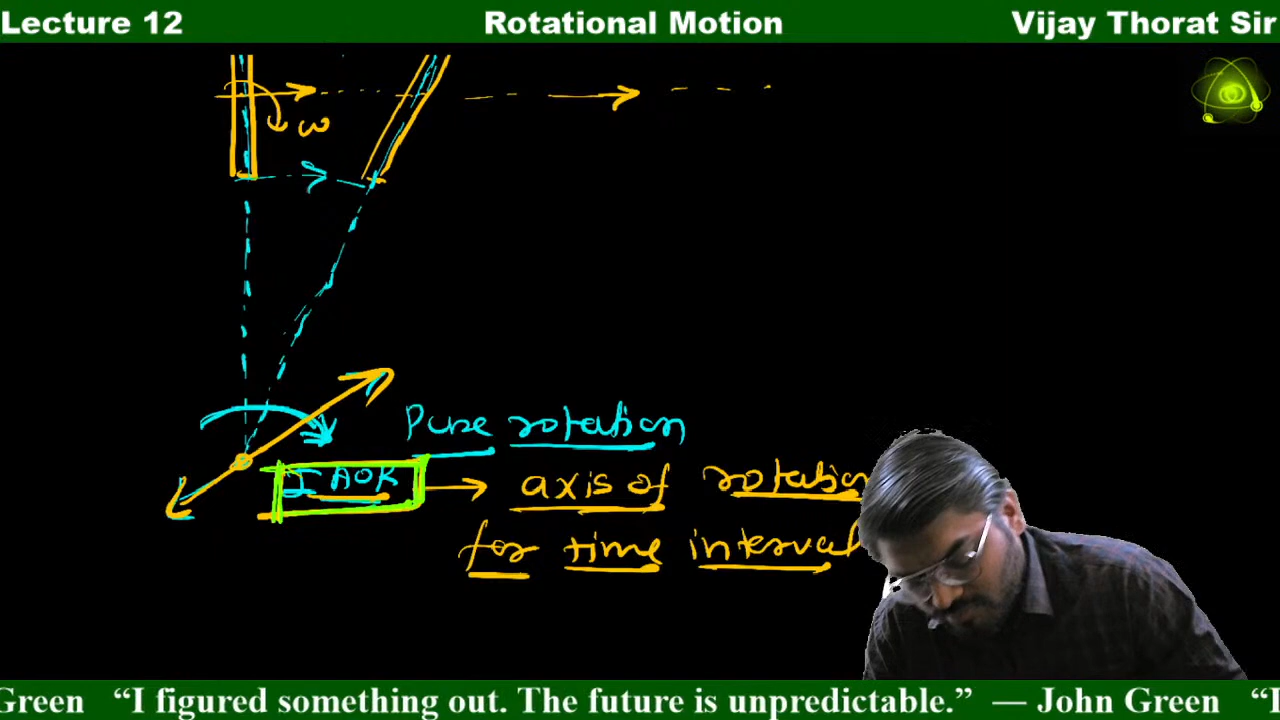 Lecture 12
Rotational Motion
Vijay Thorat Sir
ω
Pure rotation
IAOR → axis of rotation
for time interval
Green “I figured something out. The future is unpredictable.” — John Green “I